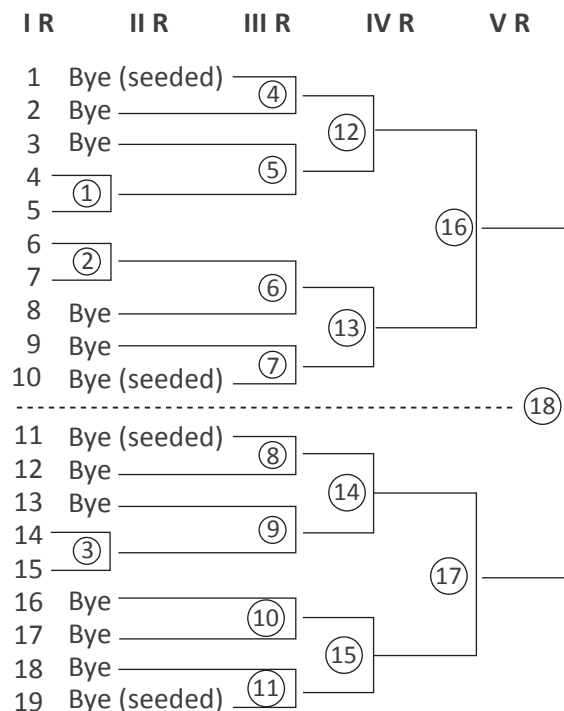 I R II R III R IV R V R
1 Bye (seeded)
④
2 Bye
⑫
3 Bye
⑤
4
①
5
⑯
6
②
7
⑥
8 Bye
⑬
9 Bye
⑦
10 Bye (seeded)
⑱
11 Bye (seeded)
⑧
12 Bye
⑭
13 Bye
⑨
14
③
15
⑰
16 Bye
⑩
17 Bye
⑮
18 Bye
⑪
19 Bye (seeded)